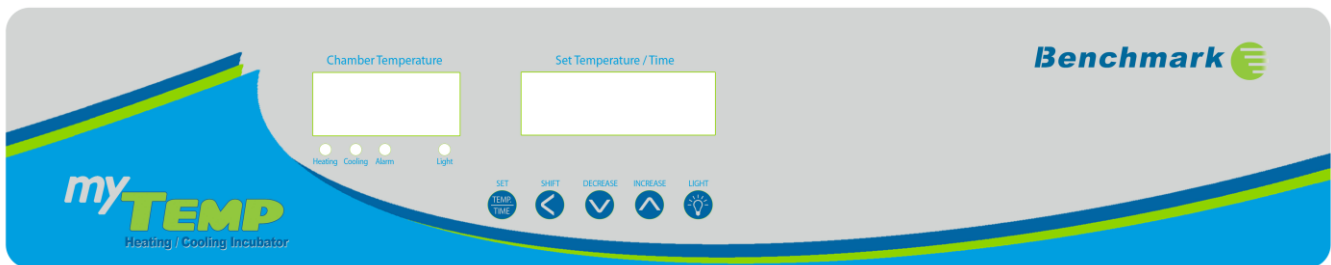 Chamber Temperature
Set Temperature / Time
Benchmark
Heating Cooling Alarm Light
my
TEMP
Heating / Cooling Incubator
SET SHIFT DECREASE INCREASE LIGHT
TEMP.
TIME